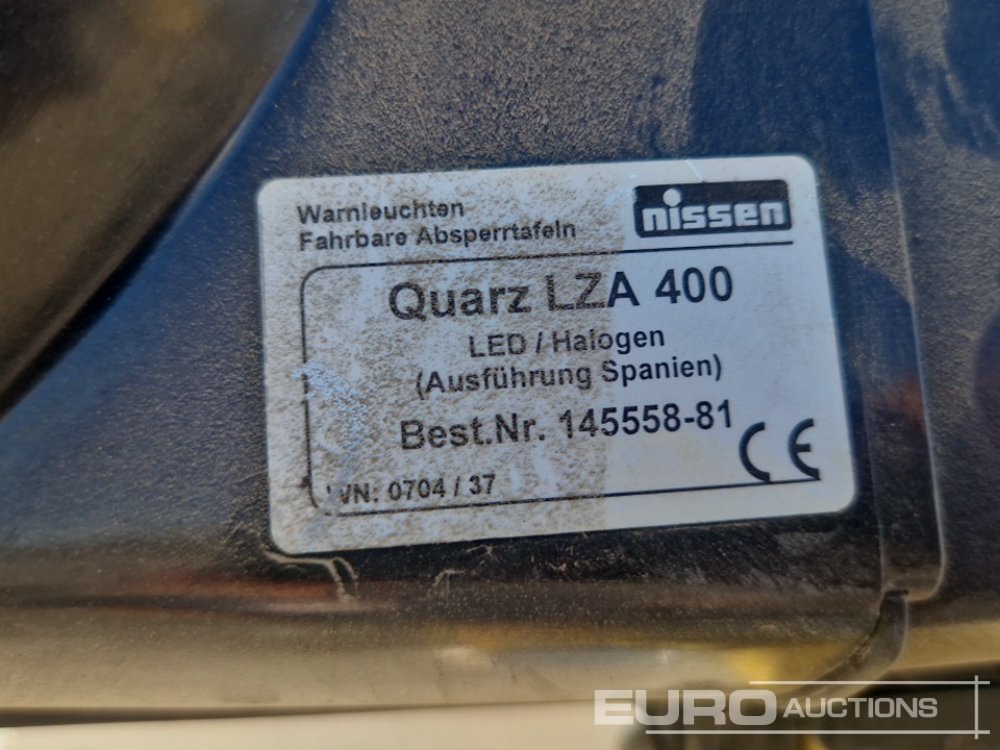 Warnleuchten
Fahrbare Absperrtafeln
nissen
Quarz LZA 400
LED / Halogen
(Ausführung Spanien)
Best.Nr. 145558-81
CE
VN: 0704 / 37
EURO AUCTIONS